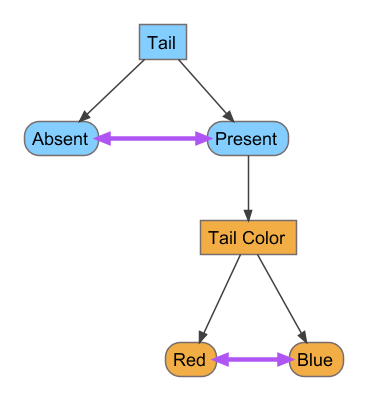 Tail
Absent
Present
Tail Color
Red
Blue